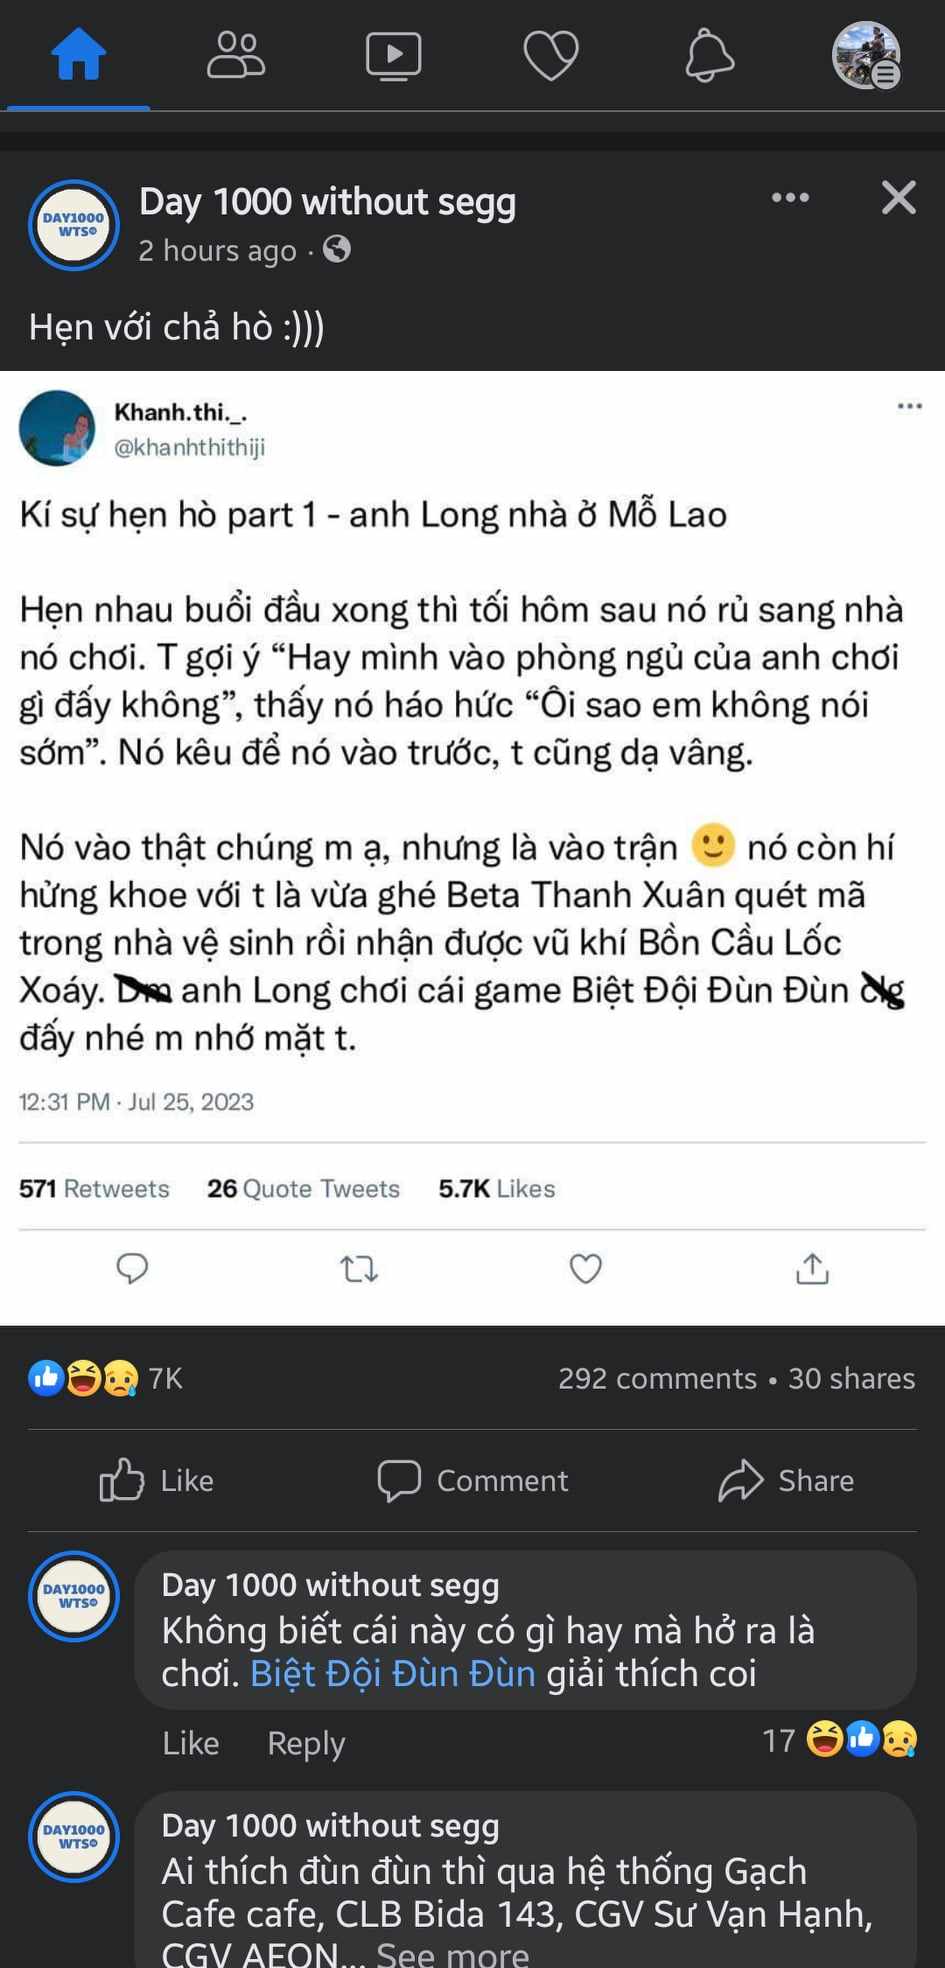 DAY1000
WTS®
Day 1000 without segg
2 hours ago ·
Hẹn với chả hò :)))
Khanh.thi._.
@khanhthithiji
Kí sự hẹn hò part 1 - anh Long nhà ở Mỗ Lao
Hẹn nhau buổi đầu xong thì tối hôm sau nó rủ sang nhà
nó chơi. T gợi ý “Hay mình vào phòng ngủ của anh chơi
gì đấy không”, thấy nó háo hức “Ôi sao em không nói
sớm”. Nó kêu để nó vào trước, t cũng dạ vâng.
Nó vào thật chúng m ạ, nhưng là vào trận 🙂 nó còn hí
hửng khoe với t là vừa ghé Beta Thanh Xuân quét mã
trong nhà vệ sinh rồi nhận được vũ khí Bồn Cầu Lốc
Xoáy. Dm anh Long chơi cái game Biệt Đội Đùn Đùn
đấy nhé m nhớ mặt t.
12:31 PM · Jul 25, 2023
571 Retweets 26 Quote Tweets 5.7K Likes
7K 292 comments • 30 shares
Like Comment Share
DAY1000
WTS®
Day 1000 without segg
Không biết cái này có gì hay mà hở ra là
chơi. Biệt Đội Đùn Đùn giải thích coi
Like Reply 17
DAY1000
WTS®
Day 1000 without segg
Ai thích đùn đùn thì qua hệ thống Gạch
Cafe cafe, CLB Bida 143, CGV Sư Vạn Hạnh,
CGV AEON... See more